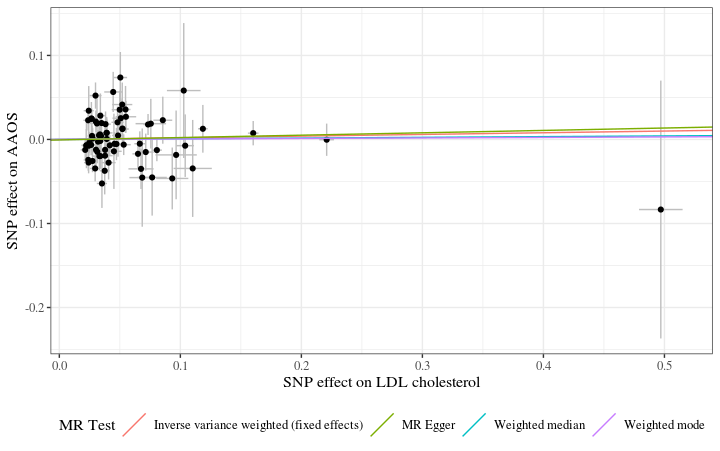 SNP effect on AAOS
0.1
0.0
-0.1
-0.2
0.0 0.1 0.2 0.3 0.4 0.5
SNP effect on LDL cholesterol
MR Test Inverse variance weighted (fixed effects) MR Egger Weighted median Weighted mode